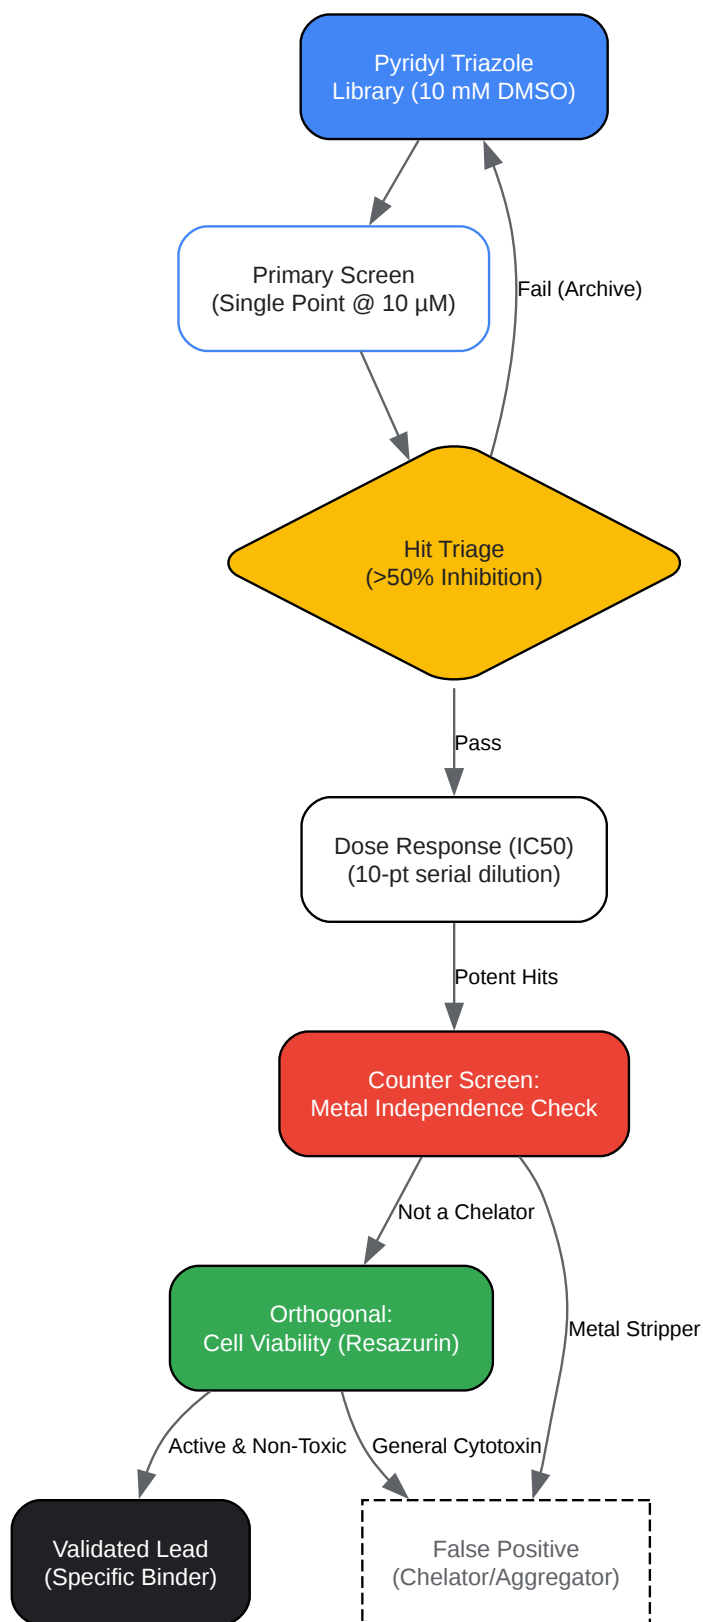 Pyridyl Triazole
Library (10 mM DMSO)
Primary Screen
(Single Point @ 10 µM)
Fail (Archive)
Hit Triage
(>50% Inhibition)
Pass
Dose Response (IC50)
(10-pt serial dilution)
Potent Hits
Counter Screen:
Metal Independence Check
Not a Chelator
Orthogonal:
Cell Viability (Resazurin)
Metal Stripper
Active & Non-Toxic
General Cytotoxin
Validated Lead
(Specific Binder)
False Positive
(Chelator/Aggregator)